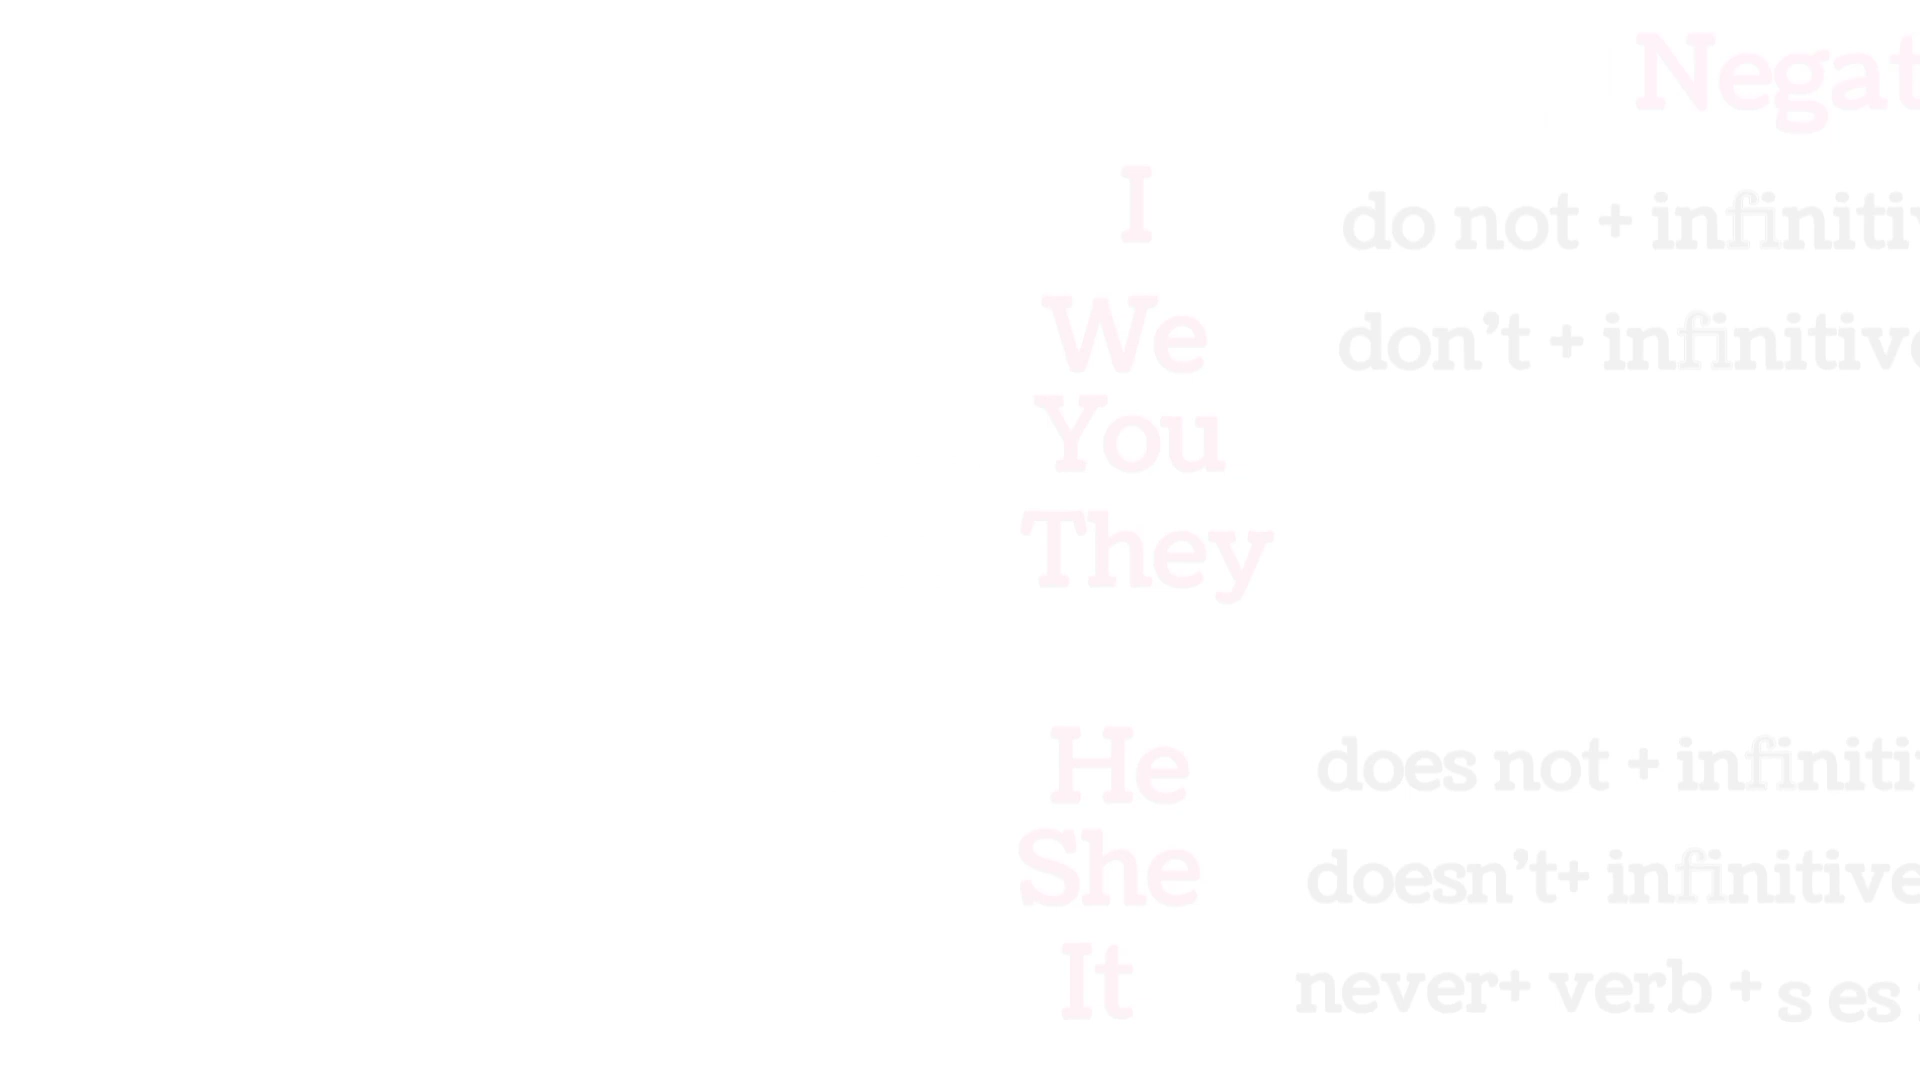 Negat
I do not + infinitiv
We don't + infinitive
You
They
He does not + infiniti
She doesn't+ infinitive
It never+ verb + s es